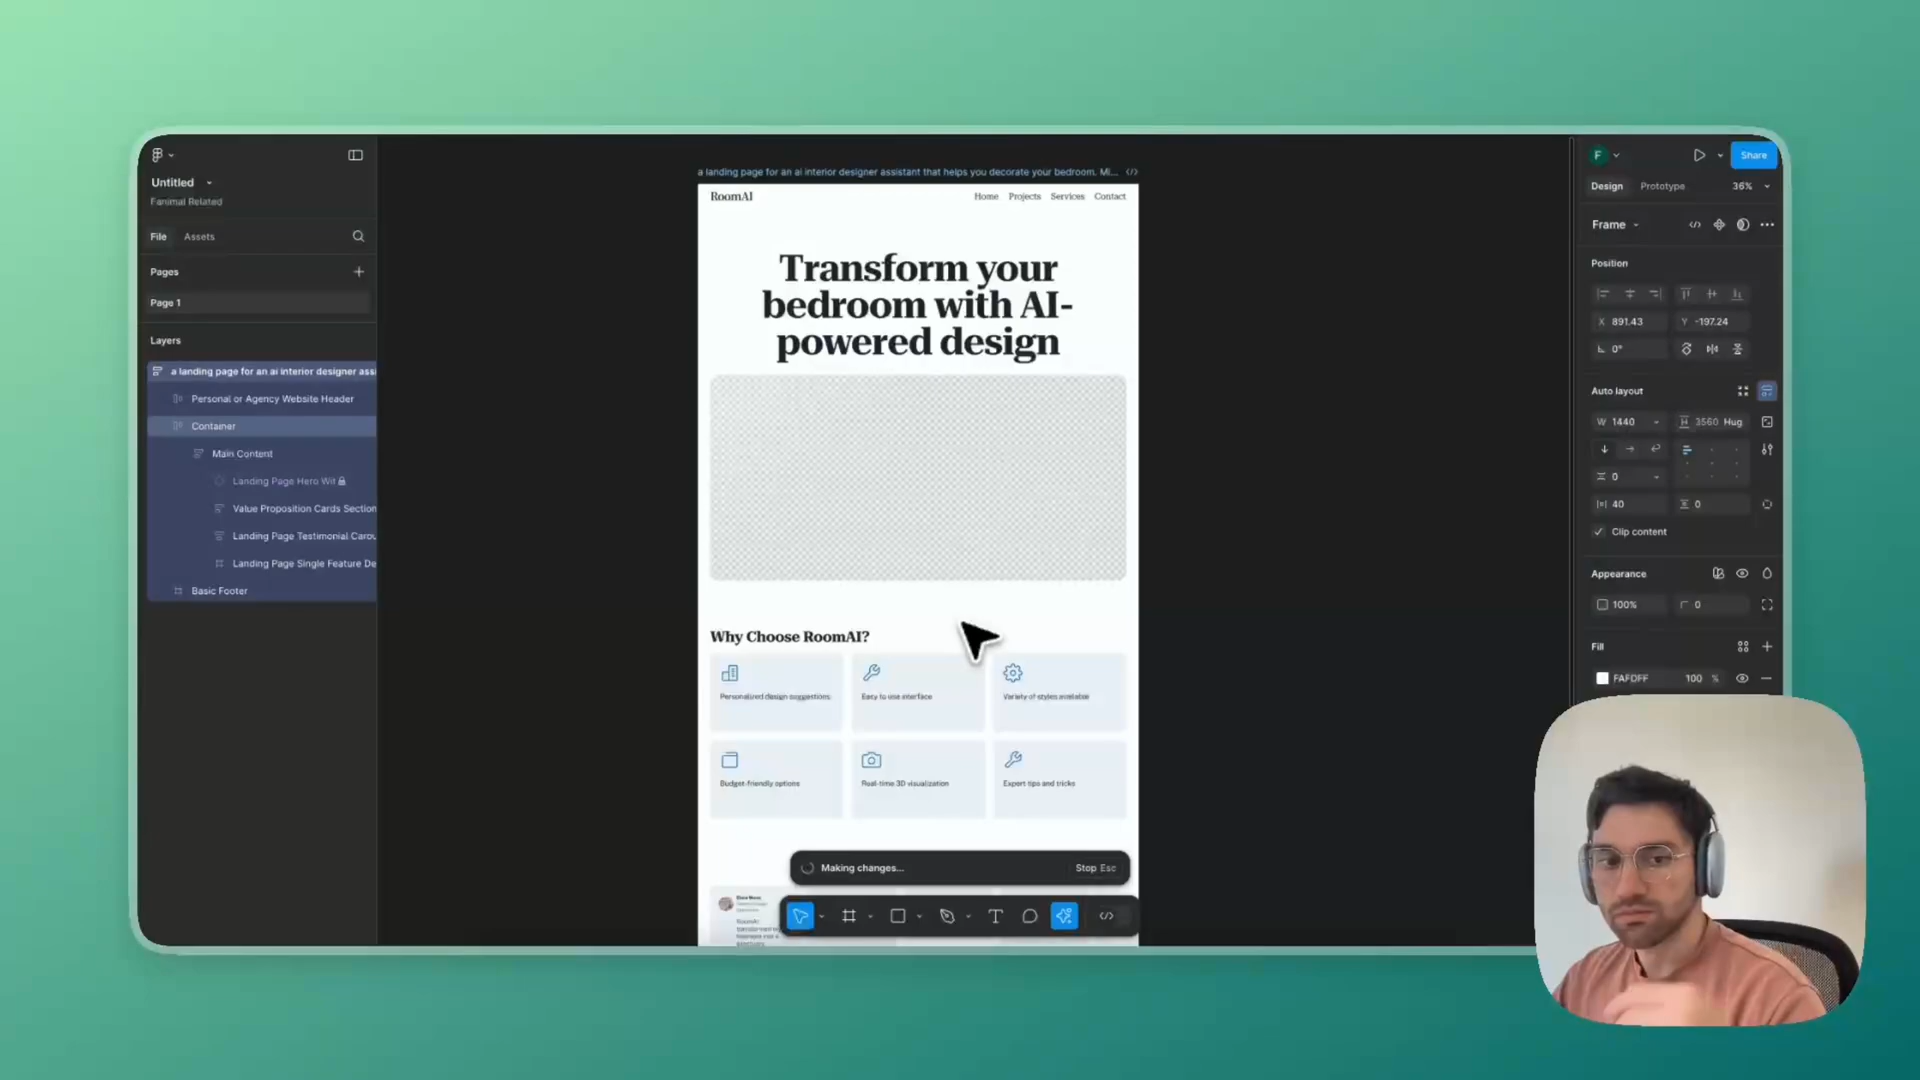 Untitled
Fanimal Related
File Assets
Pages
Page 1
Layers
a landing page for an ai interior designer assi
Personal or Agency Website Header
Container
Main Content
Landing Page Hero Wit
Value Proposition Cards Section
Landing Page Testimonial Carou
Landing Page Single Feature De
Basic Footer
a landing page for an ai interior designer assistant that helps you decorate your bedroom. Mi...
RoomAI
Home Projects Services Contact
Transform your
bedroom with AI-
powered design
Why Choose RoomAI?
Personalized design suggestions
Easy to use interface
Variety of styles available
Budget-friendly options
Real-time 3D visualization
Expert tips and tricks
Making changes...
Stop Esc
F
Share
Design Prototype 36%
Frame
Position
X 891.43 Y -197.24
0°
Auto layout
W 1440 H 3560 Hug
0
40 0
Clip content
Appearance
100% 0
Fill
FAFDFF 100 %